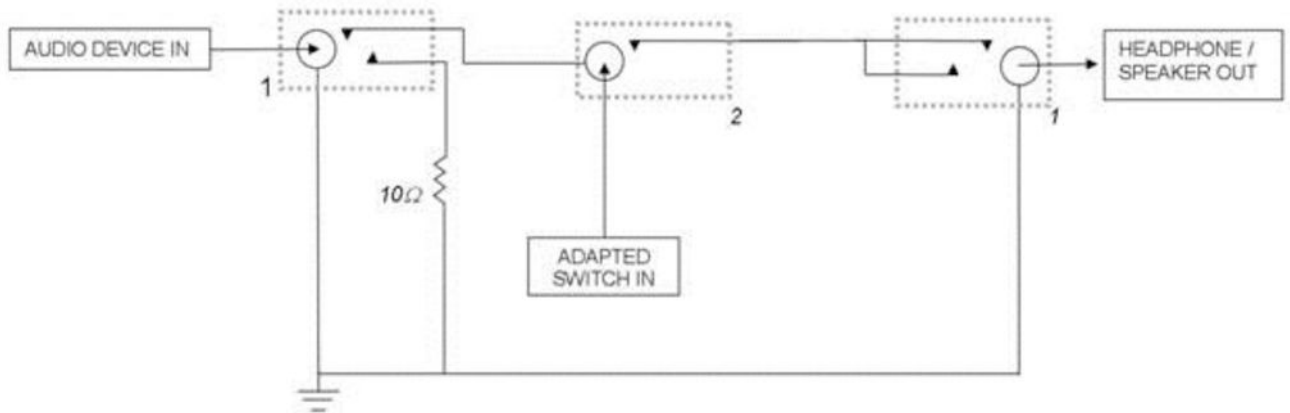 AUDIO DEVICE IN
1
10Ω
ADAPTED
SWITCH IN
2
1
HEADPHONE /
SPEAKER OUT